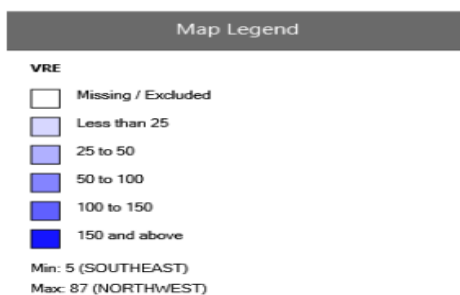 Map Legend
VRE
Missing / Excluded
Less than 25
25 to 50
50 to 100
100 to 150
150 and above
Min: 5 (SOUTHEAST)
Max: 87 (NORTHWEST)